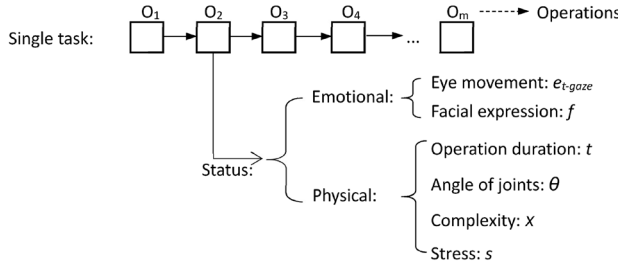 O1 O2 O3 O4 Om Operations
Single task: ...
Emotional:
Eye movement: et-gaze
Facial expression: f
Status:
Physical:
Operation duration: t
Angle of joints: θ
Complexity: x
Stress: s